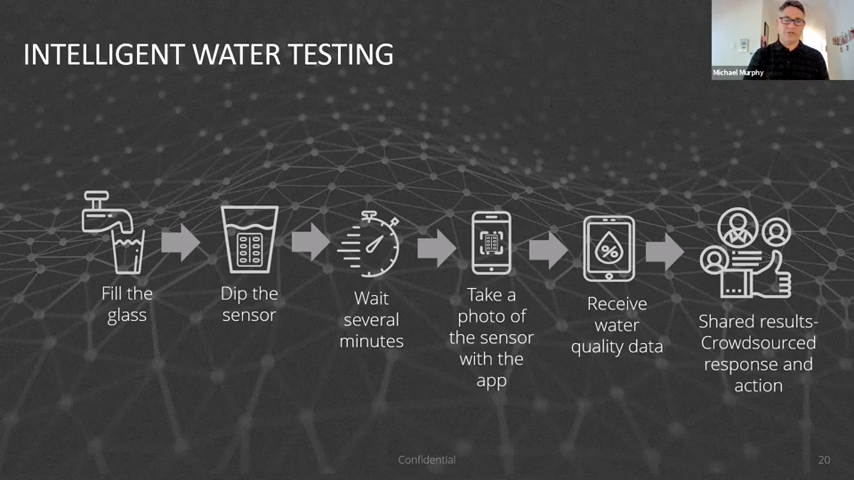 INTELLIGENT WATER TESTING
Michael Murphy
Fill the
glass
Dip the
sensor
Wait
several
minutes
Take a
photo of
the sensor
with the
app
Receive
water
quality data
Shared results-
Crowdsourced
response and
action
%
Confidential
20